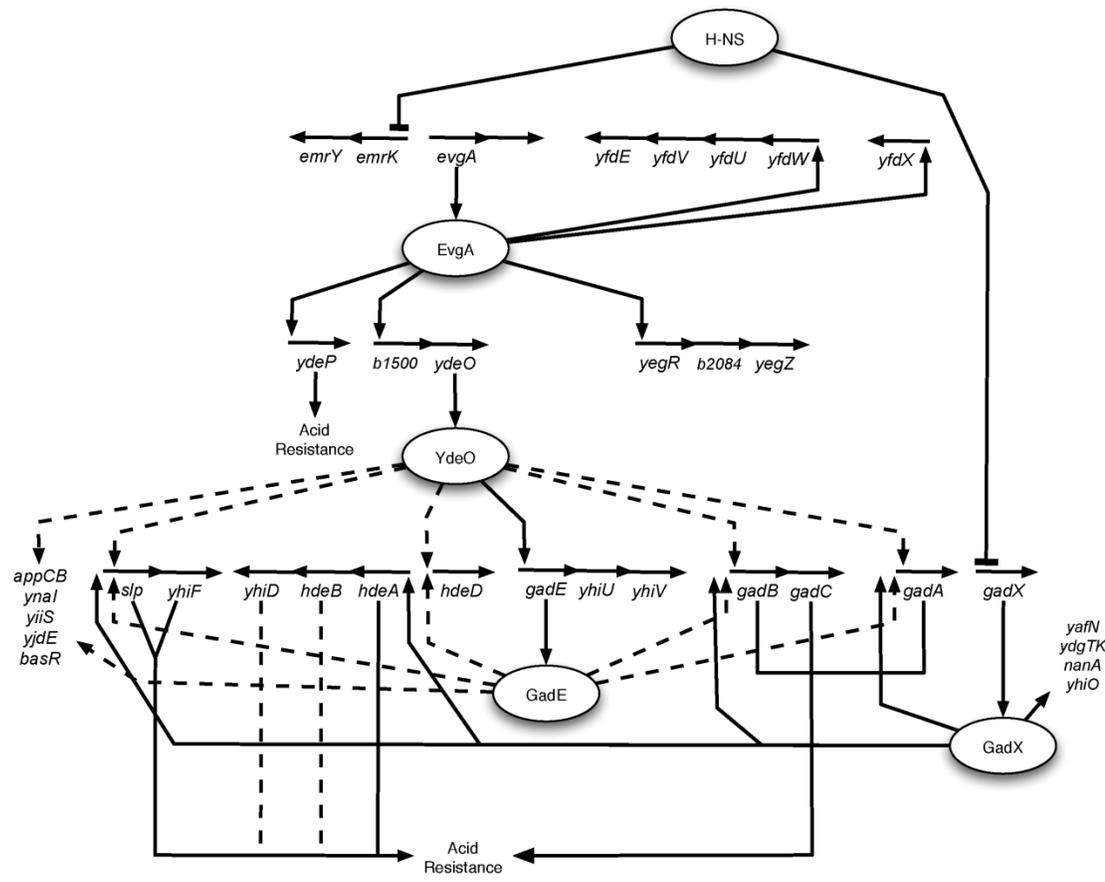 H-NS
emrY emrK evgA yfdE yfdV yfdU yfdW yfdX
EvgA
ydeP b1500 ydeO yegR b2084 yegZ
Acid
Resistance
YdeO
appCB
ynaI
yiiS
yjdE
basR
slp yhiF yhiD hdeB hdeA hdeD gadE yhiU yhiV gadB gadC gadA gadX
yafN
ydgTK
nanA
yhiO
GadE
GadX
Acid
Resistance